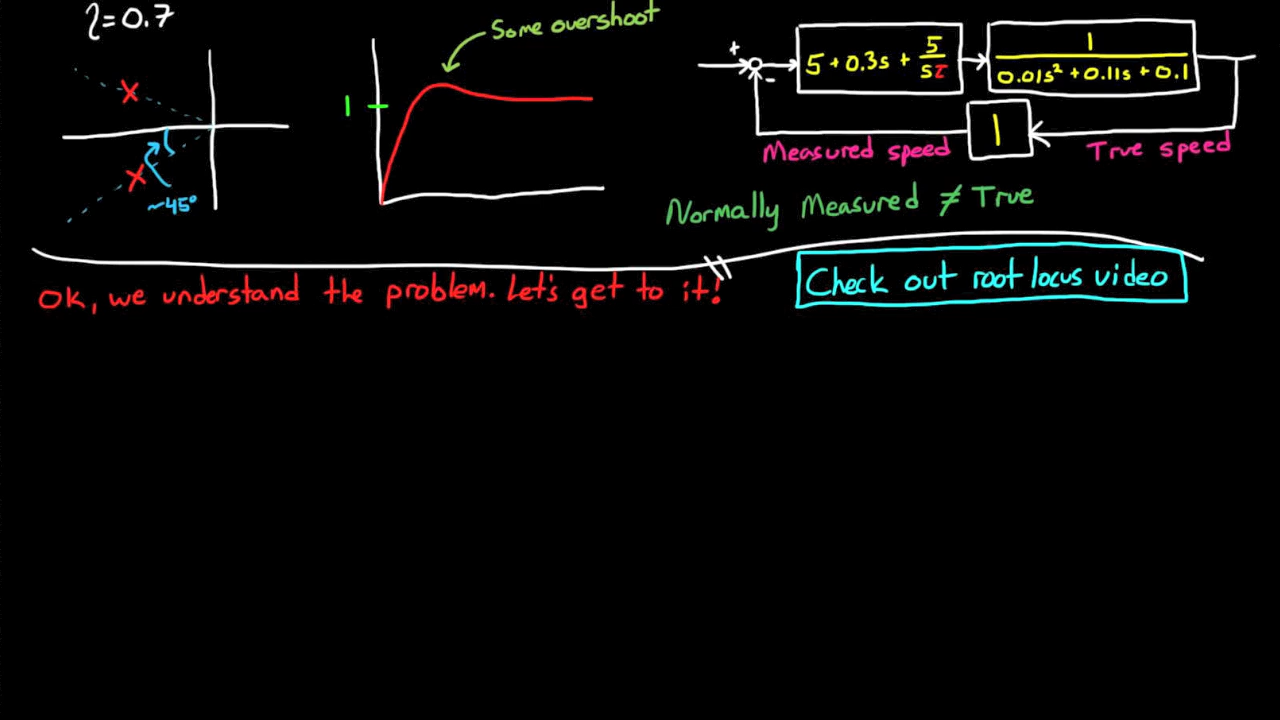 ζ=0.7
Some overshoot
1
~45°
+
-
5 + 0.3s + 5/sτ
1/0.01s² + 0.11s + 0.1
1
Measured speed
True speed
Normally Measured ≠ True
Ok, we understand the problem. Let's get to it!
Check out root locus video